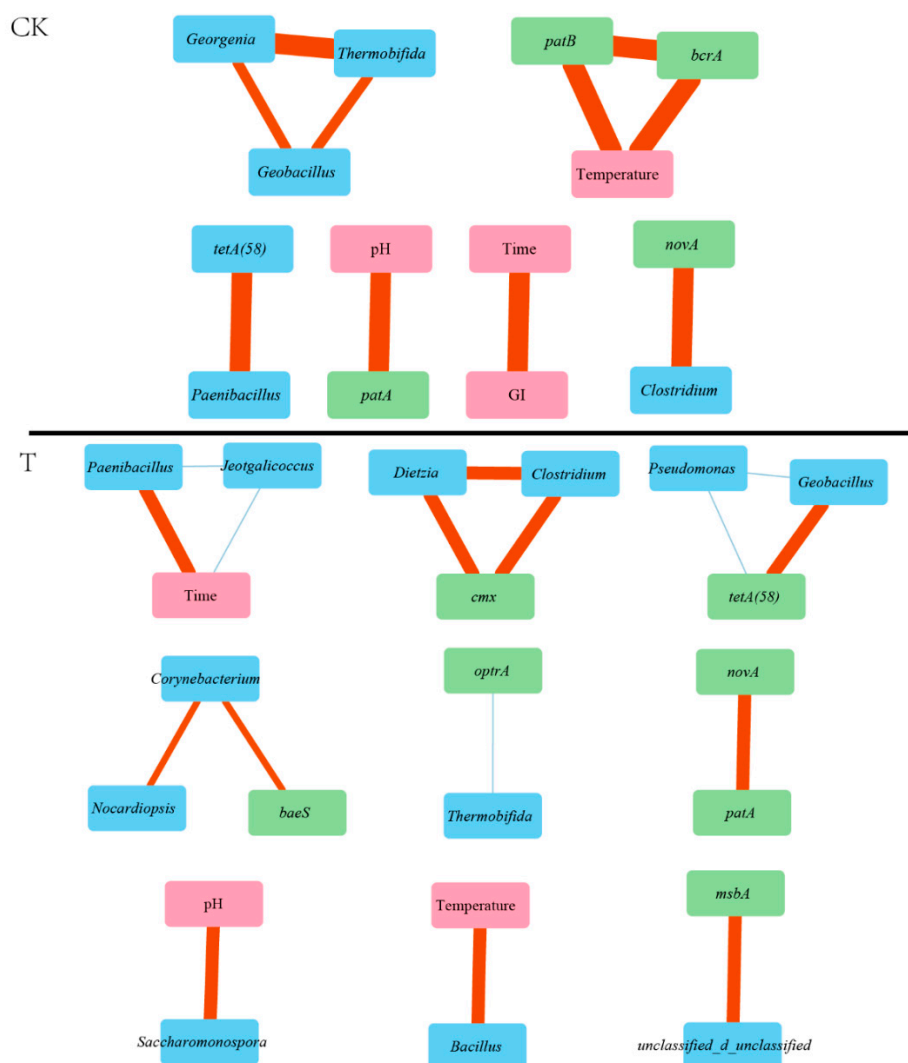 CK
Georgenia
Thermobifida
Geobacillus
patB
bcrA
Temperature
tetA(58)
pH
Time
novA
Paenibacillus
patA
GI
Clostridium
T
Paenibacillus
Jeotgalicoccus
Time
Dietzia
Clostridium
cmx
Pseudomonas
Geobacillus
tetA(58)
Corynebacterium
optrA
novA
Nocardiopsis
baeS
Thermobifida
patA
pH
Temperature
msbA
Saccharomonospora
Bacillus
unclassified_d_unclassified